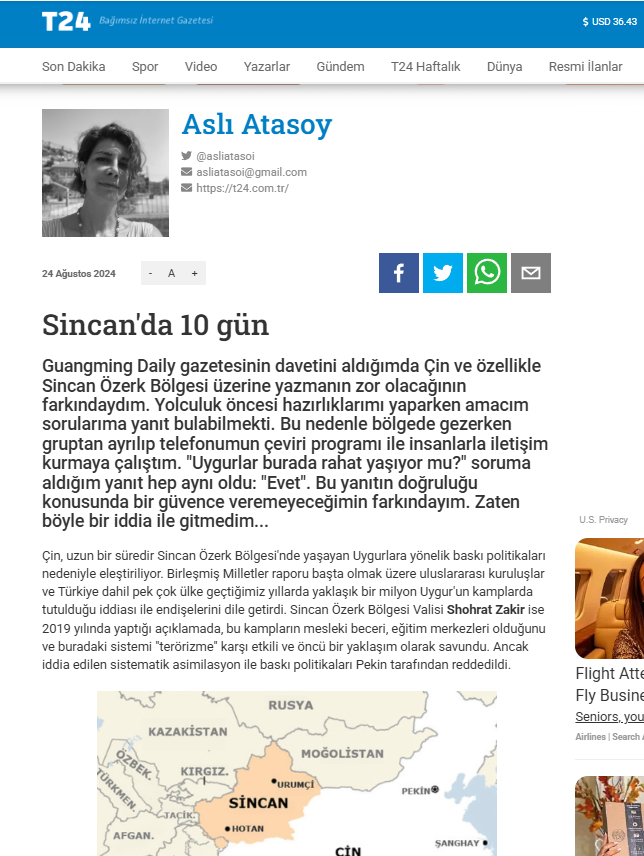 T24 Bağımsız İnternet Gazetesi
$ USD 36.43
Son Dakika Spor Video Yazarlar Gündem T24 Haftalık Dünya Resmi İlanlar
Aslı Atasoy
@asliatasoi
asliatasoi@gmail.com
https://t24.com.tr/
24 Ağustos 2024
- A +
Sincan'da 10 gün
Guangming Daily gazetesinin davetini aldığımda Çin ve özellikle
Sincan Özerk Bölgesi üzerine yazmanın zor olacağının
farkındaydım. Yolculuk öncesi hazırlıklarımı yaparken amacım
sorularıma yanıt bulabilmekti. Bu nedenle bölgede gezerken
gruptan ayrılıp telefonumun çeviri programı ile insanlarla iletişim
kurmaya çalıştım. "Uygurlar burada rahat yaşıyor mu?" soruma
aldığım yanıt hep aynı oldu: "Evet". Bu yanıtın doğruluğu
konusunda bir güvence veremeyeceğimin farkındayım. Zaten
böyle bir iddia ile gitmedim...
Çin, uzun bir süredir Sincan Özerk Bölgesi'nde yaşayan Uygurlara yönelik baskı politikaları
nedeniyle eleştiriliyor. Birleşmiş Milletler raporu başta olmak üzere uluslararası kuruluşlar
ve Türkiye dahil pek çok ülke geçtiğimiz yıllarda yaklaşık bir milyon Uygur'un kamplarda
tutulduğu iddiası ile endişelerini dile getirdi. Sincan Özerk Bölgesi Valisi Shohrat Zakir ise
2019 yılında yaptığı açıklamada, bu kampların mesleki beceri, eğitim merkezleri olduğunu
ve buradaki sistemi "terörizme" karşı etkili ve öncü bir yaklaşım olarak savundu. Ancak
iddia edilen sistematik asimilasyon ile baskı politikaları Pekin tarafından reddedildi.
RUSYA
KAZAKİSTAN
MOĞOLİSTAN
ÖZBEK.
KIRGIZ.
URUMÇİ
PEKİN
TÜRKMEN.
SİNCAN
TACİK.
AFGAN.
HOTAN
ŞANGHAY
ÇİN
U.S. Privacy
Flight Atte
Fly Busine
Seniors, you
Airlines | Search A